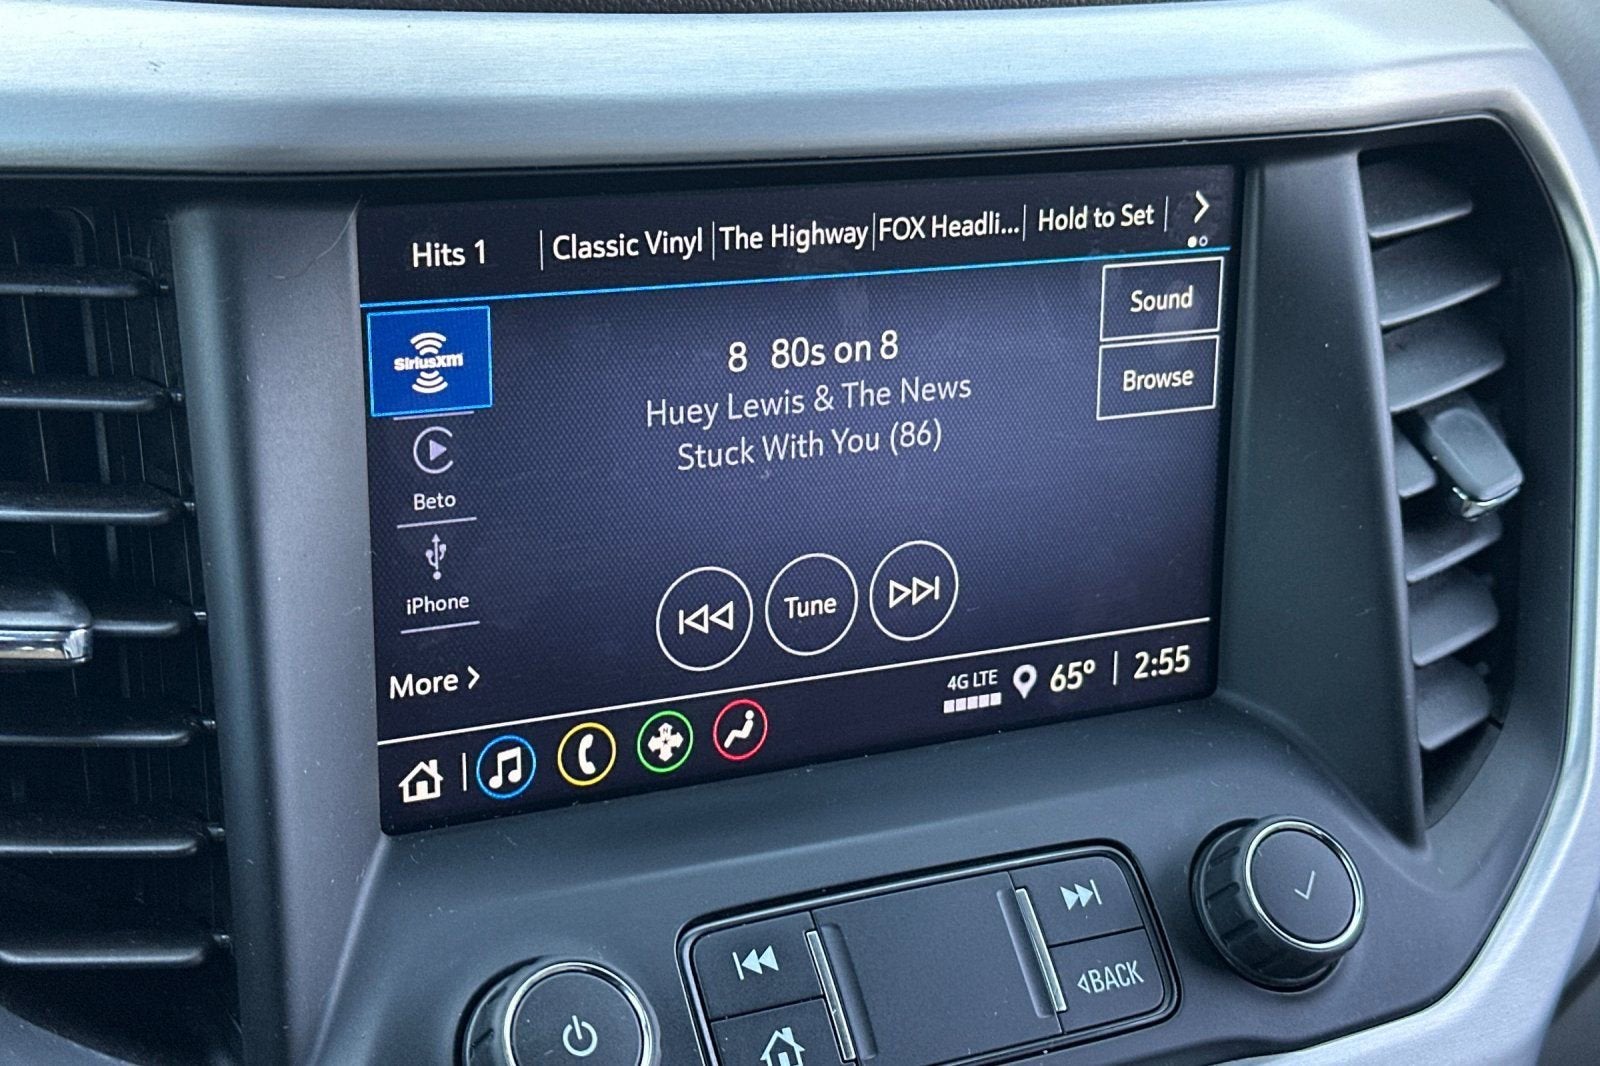 Hits 1
Classic Vinyl
The Highway
FOX Headli...
Hold to Set
SiriusXM
8 80s on 8
Huey Lewis & The News
Stuck With You (86)
Sound
Browse
Beto
iPhone
More
Tune
4G LTE
65°
2:55
BACK